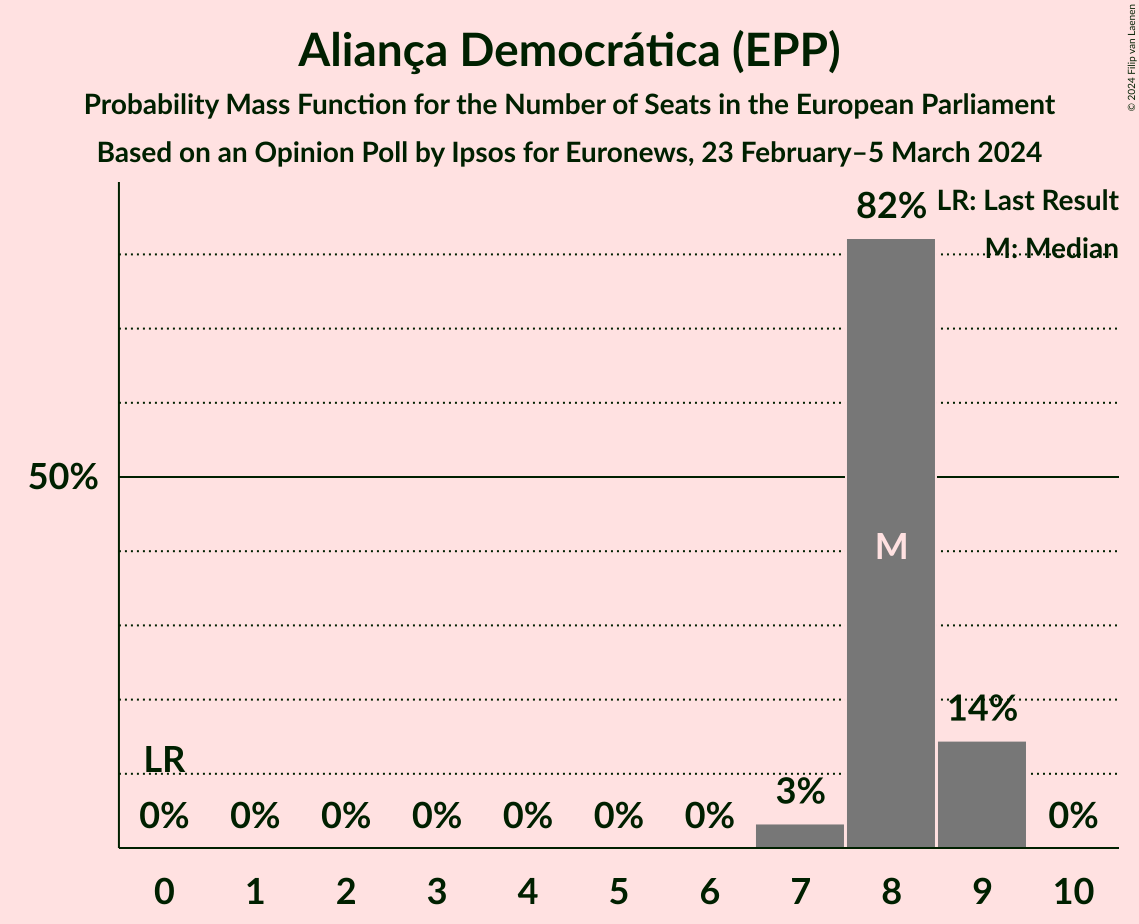 Aliança Democrática (EPP)
Probability Mass Function for the Number of Seats in the European Parliament
Based on an Opinion Poll by Ipsos for Euronews, 23 February–5 March 2024
© 2024 Filip van Laenen
82%
LR: Last Result
M: Median
50%
M
14%
LR
3%
0% 0% 0% 0% 0% 0% 0% 0%
0 1 2 3 4 5 6 7 8 9 10